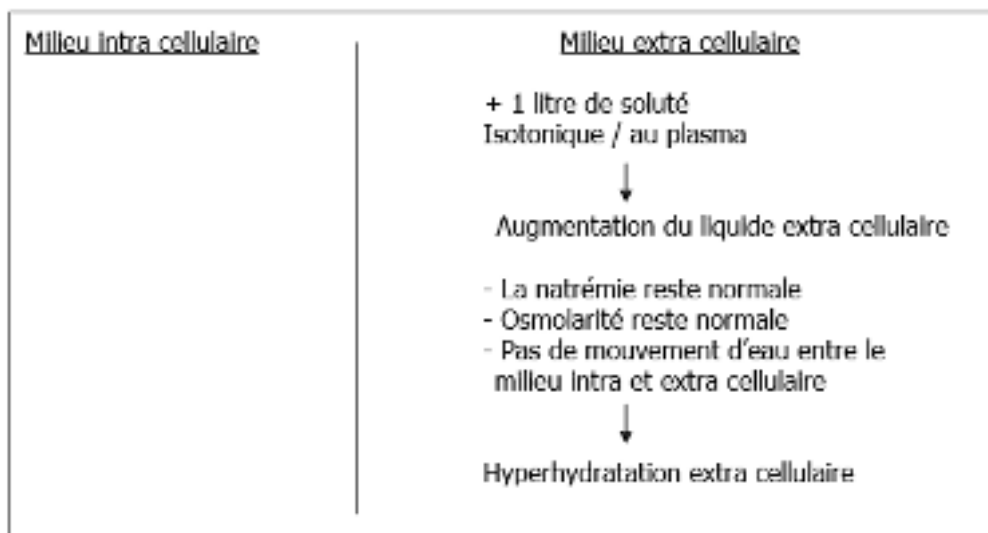 Milieu intra cellulaire
Milieu extra cellulaire
+ 1 litre de soluté
Isotonique / au plasma
Augmentation du liquide extra cellulaire
- La natrémie reste normale
- Osmolarité reste normale
- Pas de mouvement d'eau entre le
milieu intra et extra cellulaire
Hyperhydratation extra cellulaire